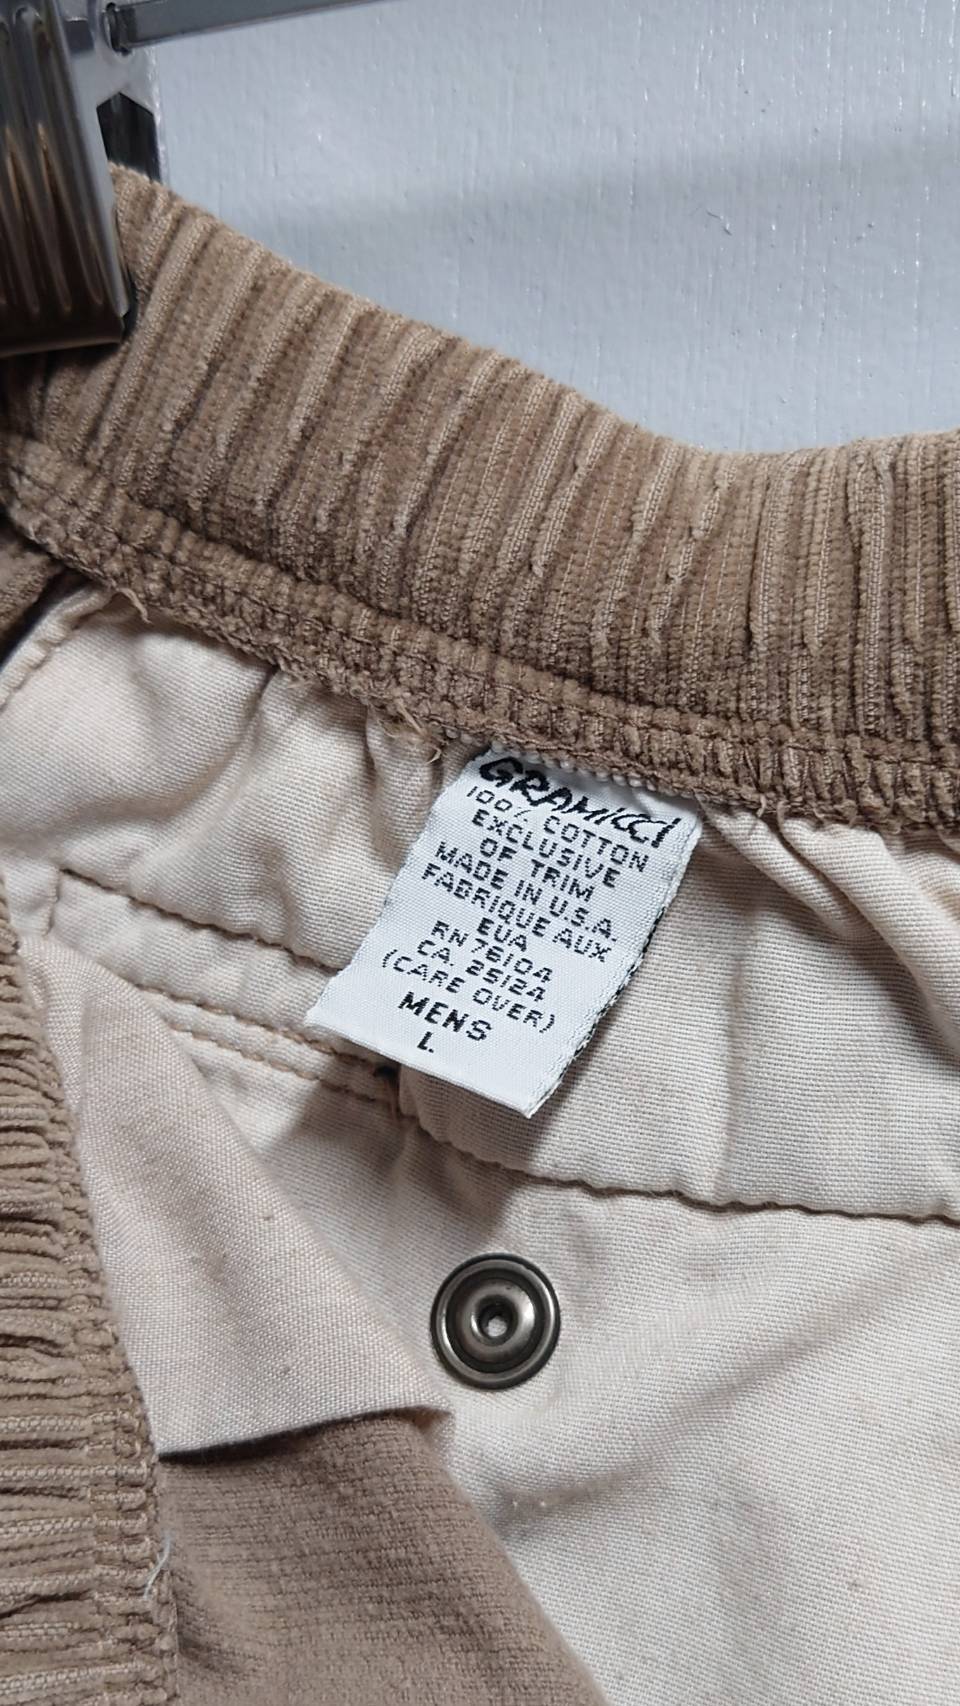 GRAMICCI
100% COTTON
EXCLUSIVE
OF TRIM
MADE IN U.S.A.
FABRIQUE AUX
EUA
RN 76104
CA. 25124
(CARE OVER)
MENS
L.